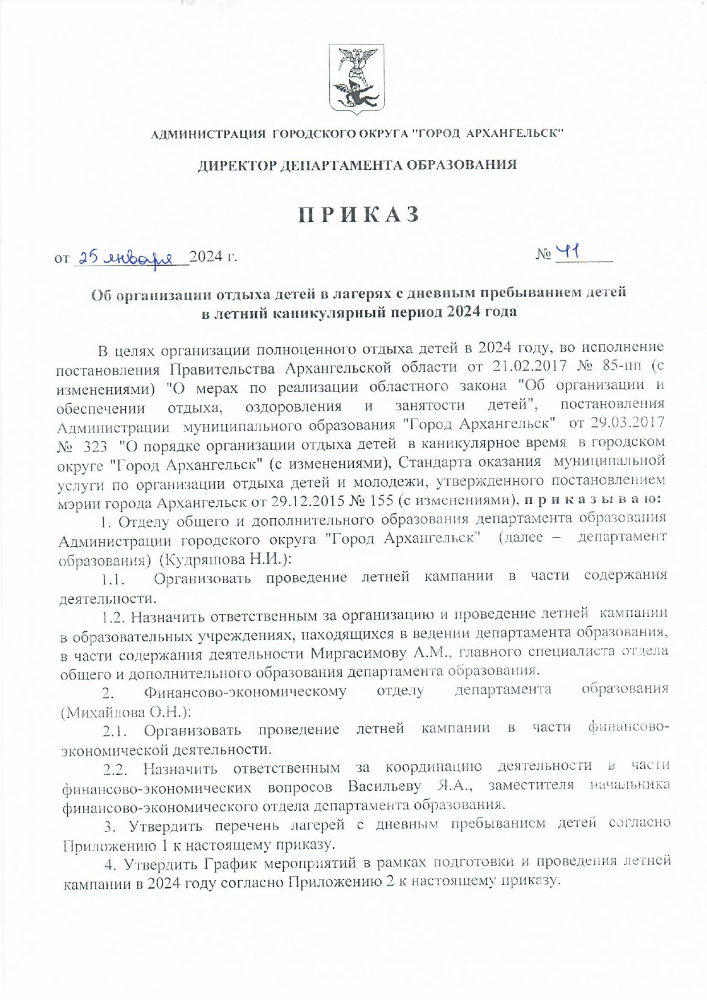 АДМИНИСТРАЦИЯ ГОРОДСКОГО ОКРУГА "ГОРОД АРХАНГЕЛЬСК"
ДИРЕКТОР ДЕПАРТАМЕНТА ОБРАЗОВАНИЯ
П Р И К А З
от 25 января 2024 г. № 41
Об организации отдыха детей в лагерях с дневным пребыванием детей
в летний каникулярный период 2024 года
В целях организации полноценного отдыха детей в 2024 году, во исполнение
постановления Правительства Архангельской области от 21.02.2017 № 85-пп (с
изменениями) "О мерах по реализации областного закона "Об организации и
обеспечении отдыха, оздоровления и занятости детей", постановления
Администрации муниципального образования "Город Архангельск" от 29.03.2017
№ 323 "О порядке организации отдыха детей в каникулярное время в городском
округе "Город Архангельск" (с изменениями), Стандарта оказания муниципальной
услуги по организации отдыха детей и молодежи, утвержденного постановлением
мэрии города Архангельск от 29.12.2015 № 155 (с изменениями), п р и к а з ы в а ю:
1. Отделу общего и дополнительного образования департамента образования
Администрации городского округа "Город Архангельск" (далее – департамент
образования) (Кудряшова Н.И.):
1.1. Организовать проведение летней кампании в части содержания
деятельности.
1.2. Назначить ответственным за организацию и проведение летней кампании
в образовательных учреждениях, находящихся в ведении департамента образования,
в части содержания деятельности Миргасимову А.М., главного специалиста отдела
общего и дополнительного образования департамента образования.
2. Финансово-экономическому отделу департамента образования
(Михайлова О.Н.):
2.1. Организовать проведение летней кампании в части финансово-
экономической деятельности.
2.2. Назначить ответственным за координацию деятельности в части
финансово-экономических вопросов Васильеву Я.А., заместителя начальника
финансово-экономического отдела департамента образования.
3. Утвердить перечень лагерей с дневным пребыванием детей согласно
Приложению 1 к настоящему приказу.
4. Утвердить График мероприятий в рамках подготовки и проведения летней
кампании в 2024 году согласно Приложению 2 к настоящему приказу.